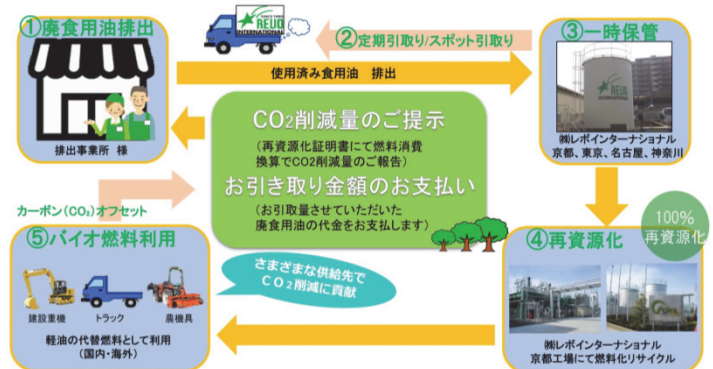 ①廃食用油排出
REVO
INTERNATIONAL
②定期引取り/スポット引取り
③一時保管
使用済み食用油 排出
REVO
INTERNATIONAL
排出事業所 様
CO2削減量のご提示
(再資源化証明書にて燃料消費
換算でCO2削減量のご報告)
お引き取り金額のお支払い
(お引取量させていただいた
廃食用油の代金をお支払します)
㈱レボインターナショナル
京都、東京、名古屋、神奈川
カーボン(CO2)オフセット
100%
再資源化
⑤バイオ燃料利用
④再資源化
さまざまな供給先で
CO2削減に貢献
建設重機
トラック
農機具
軽油の代替燃料として利用
(国内・海外)
㈱レボインターナショナル
京都工場にて燃料化リサイクル